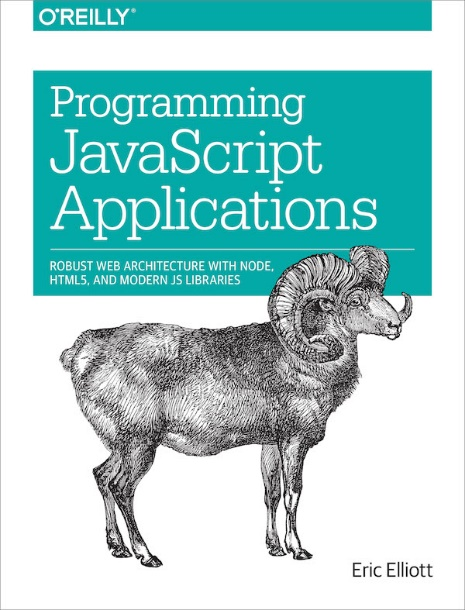 O'REILLY®
Programming
JavaScript
Applications
ROBUST WEB ARCHITECTURE WITH NODE,
HTML5, AND MODERN JS LIBRARIES
Eric Elliott